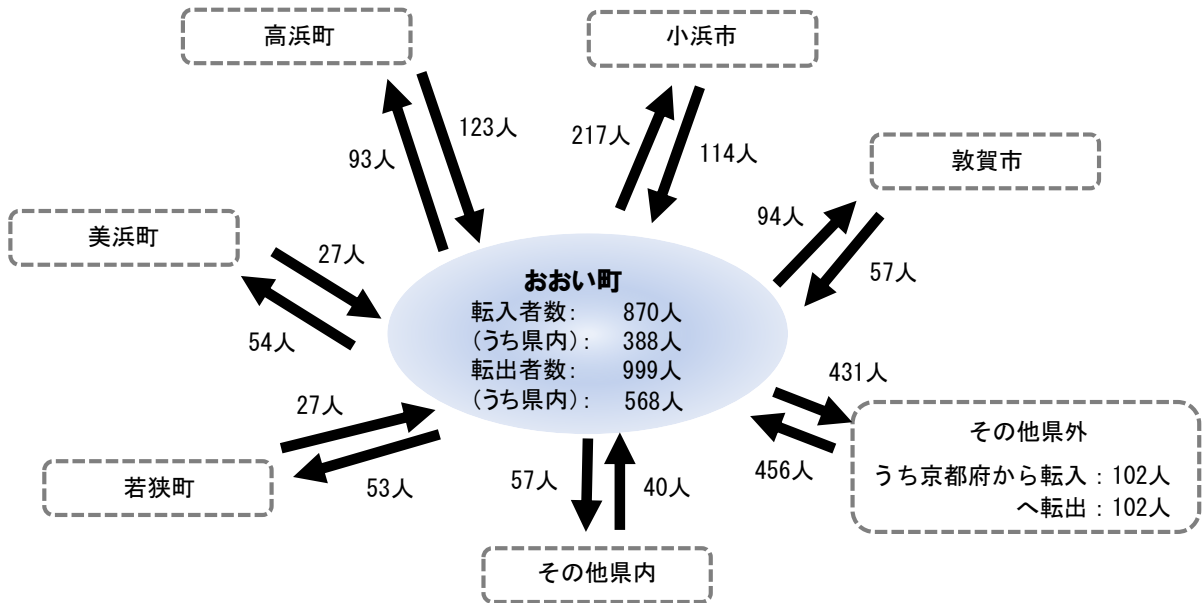 高浜町
小浜市
敦賀市
美浜町
若狭町
123人
93人
217人
114人
94人
57人
27人
54人
おおい町
転入者数： 870人
(うち県内)： 388人
転出者数： 999人
(うち県内)： 568人
27人
53人
57人
40人
431人
456人
その他県外
うち京都府から転入：102人
へ転出：102人
その他県内